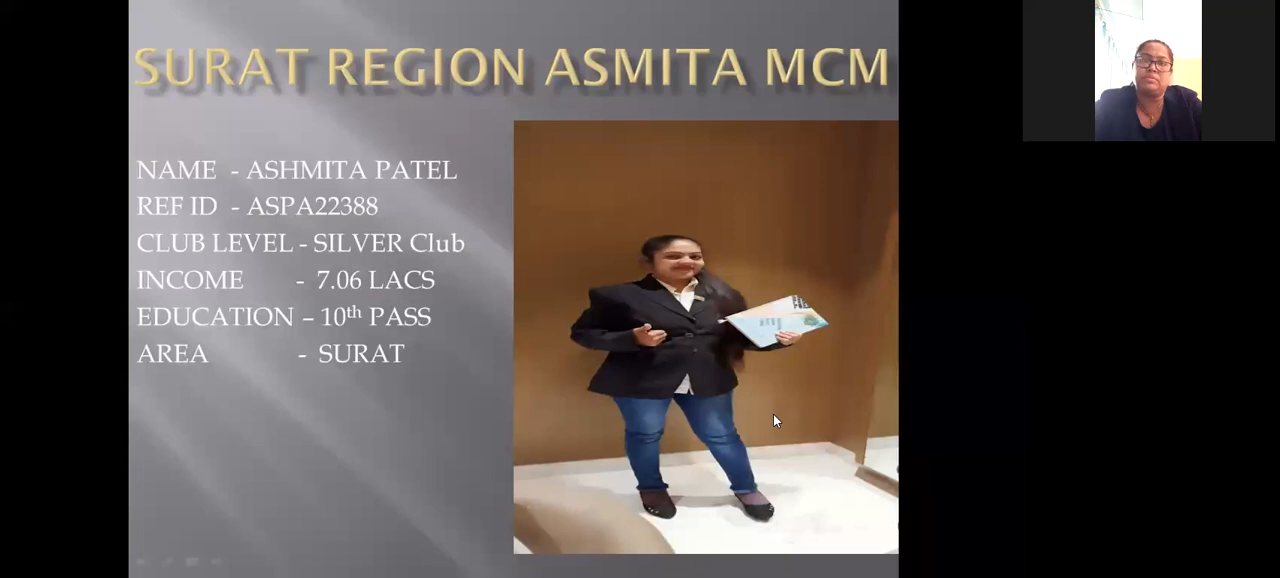 SURAT REGION ASMITA MCM
NAME - ASHMITA PATEL
REF ID - ASPA22388
CLUB LEVEL - SILVER Club
INCOME - 7.06 LACS
EDUCATION – 10th PASS
AREA - SURAT